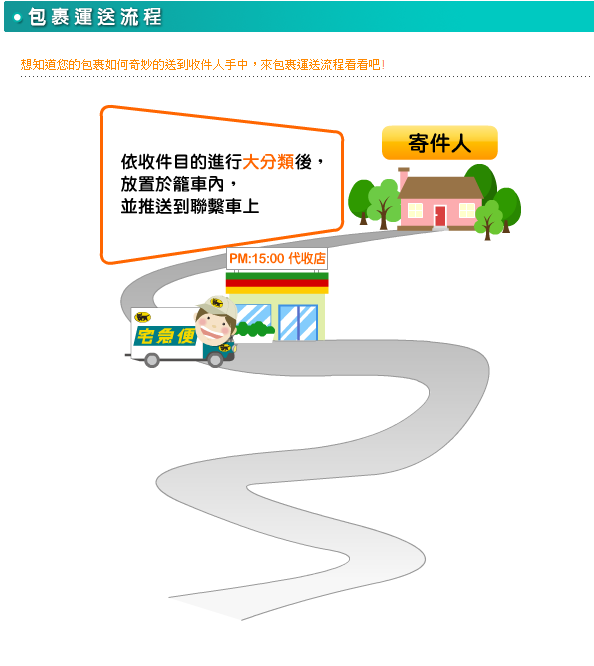 包裹運送流程
想知道您的包裹如何奇妙的送到收件人手中，來包裹運送流程看看吧!
寄件人
依收件目的進行大分類後，
放置於籠車內，
並推送到聯繫車上
PM:15:00 代收店
宅急便